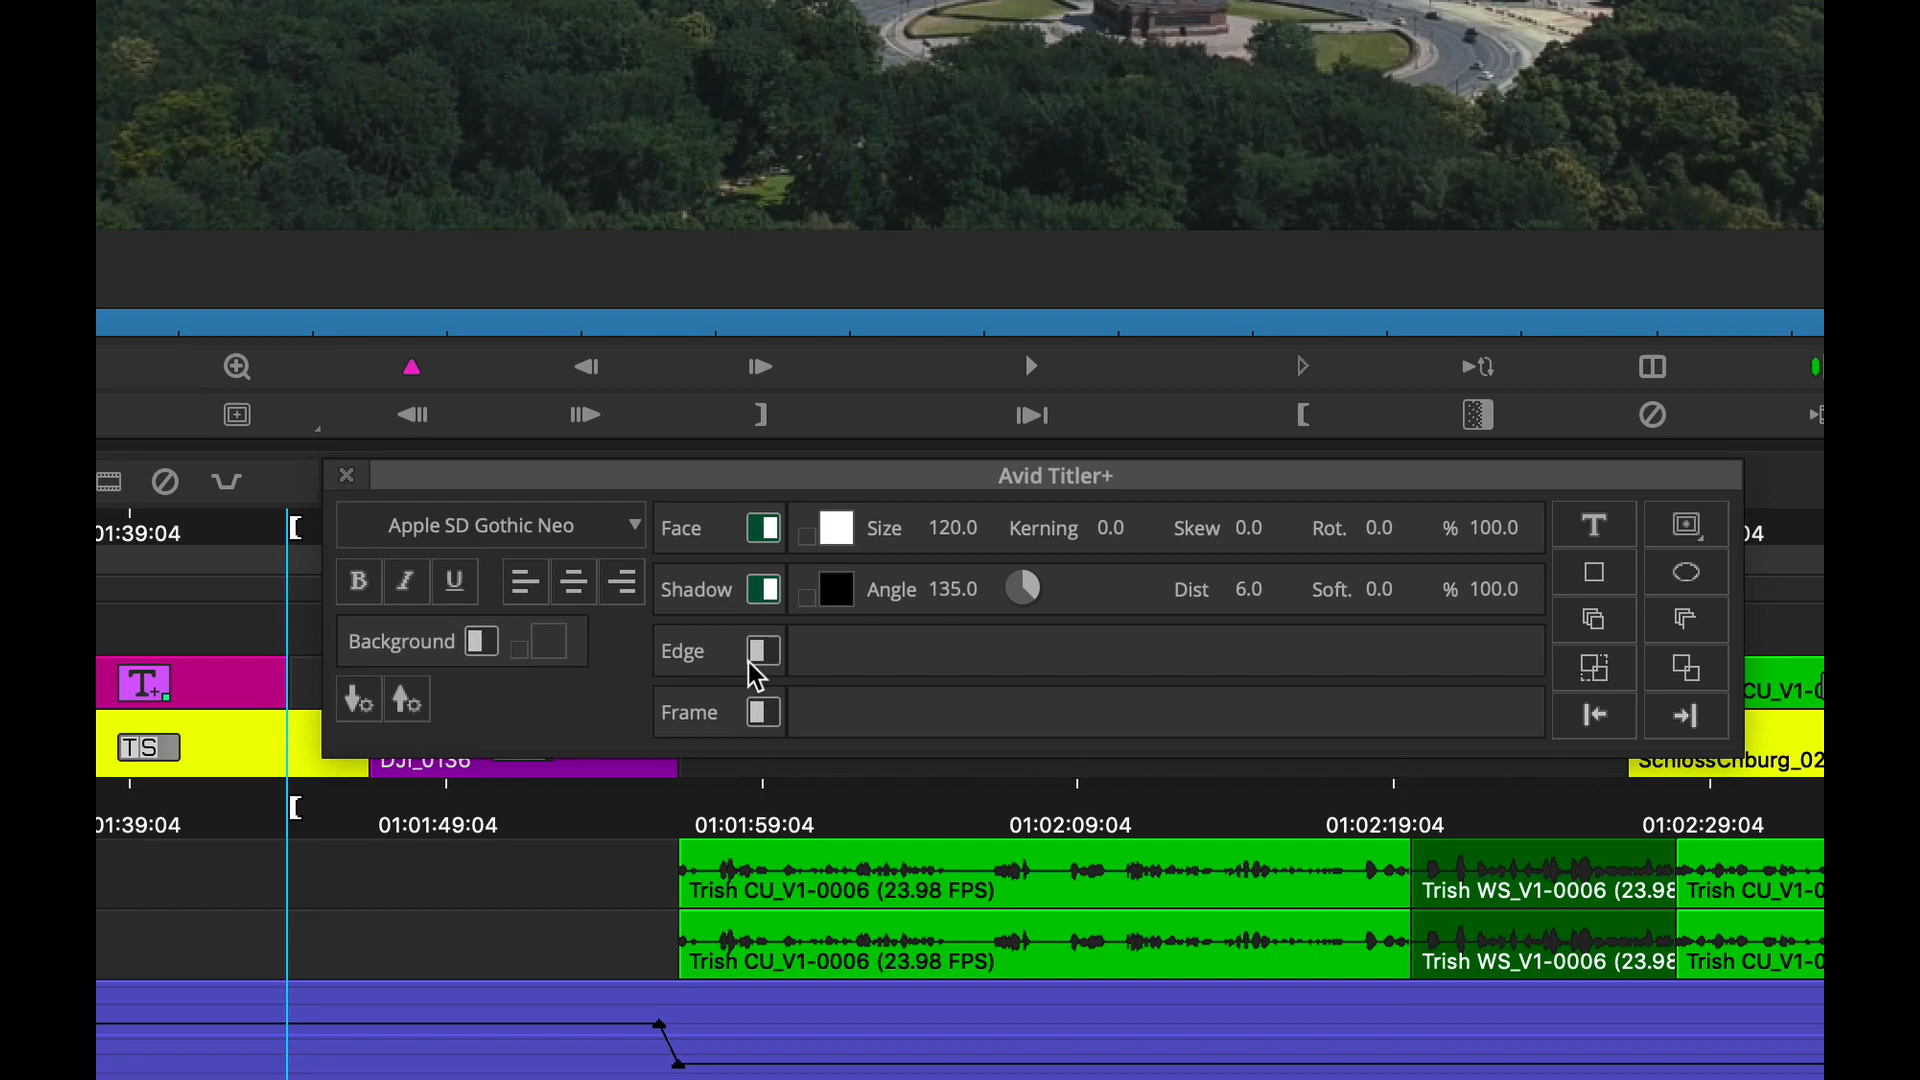 Avid Titler+
Apple SD Gothic Neo
Face
Size 120.0 Kerning 0.0 Skew 0.0 Rot. 0.0 % 100.0
B I U
Shadow
Angle 135.0 Dist 6.0 Soft. 0.0 % 100.0
Background
Edge
Frame
T
01:39:04
04
T+
CU_V1-0
TS
DJI_0136
SchlossChburg_02
01:39:04 01:01:49:04 01:01:59:04 01:02:09:04 01:02:19:04 01:02:29:04
Trish CU_V1-0006 (23.98 FPS) Trish WS_V1-0006 (23.98 Trish CU_V1-0
Trish CU_V1-0006 (23.98 FPS) Trish WS_V1-0006 (23.98 Trish CU_V1-0